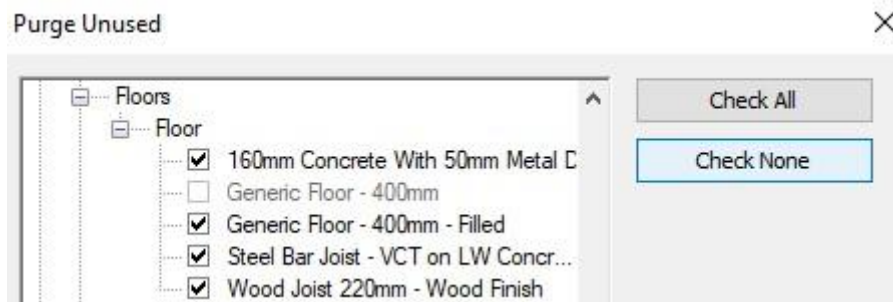 Purge Unused
Floors
Check All
Floor
160mm Concrete With 50mm Metal D
Check None
Generic Floor - 400mm
Generic Floor - 400mm - Filled
Steel Bar Joist - VCT on LW Concr...
Wood Joist 220mm - Wood Finish